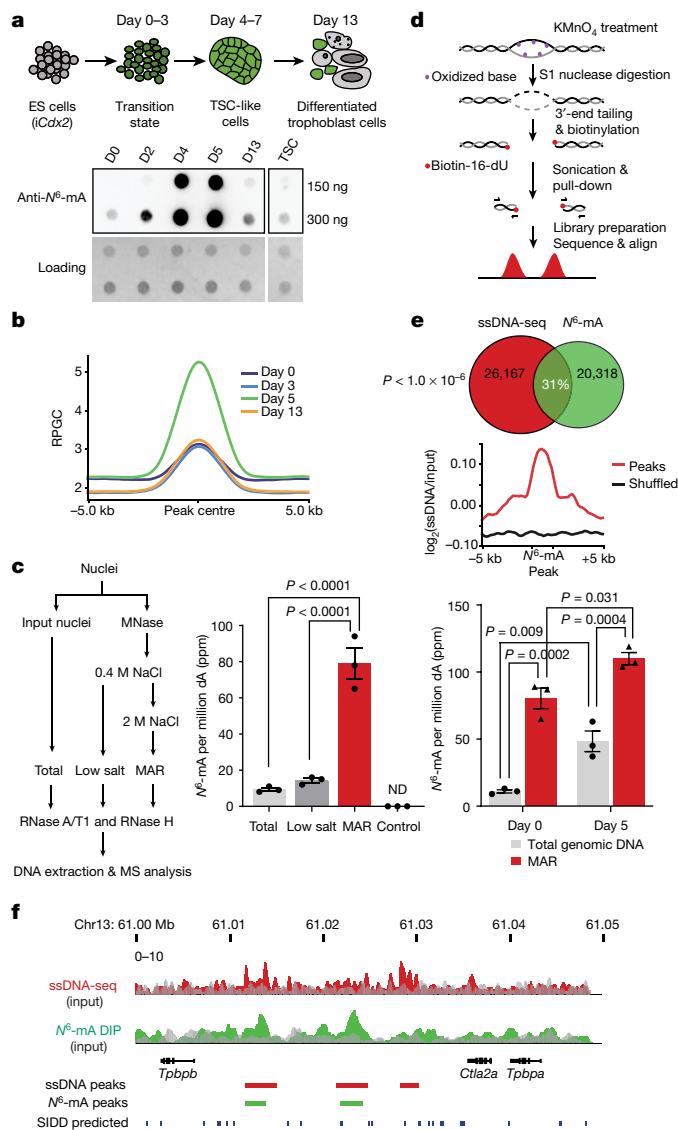 a
Day 0–3
Day 4–7
Day 13
ES cells
(iCdx2)
Transition
state
TSC-like
cells
Differentiated
trophoblast cells
D0
D2
D4
D5
D13
TSC
Anti-N⁶-mA
150 ng
300 ng
Loading
b
RPGC
5
4
3
2
Day 0
Day 3
Day 5
Day 13
−5.0 kb
Peak centre
5.0 kb
c
Nuclei
Input nuclei
MNase
0.4 M NaCl
2 M NaCl
Total
Low salt
MAR
RNase A/T1 and RNase H
DNA extraction & MS analysis
P < 0.0001
P < 0.0001
N⁶-mA per million dA (ppm)
100
80
60
40
20
0
ND
Total
Low salt
MAR
Control
P = 0.031
P = 0.009
P = 0.0004
P = 0.0002
N⁶-mA per million dA (ppm)
150
100
50
0
Day 0
Day 5
Total genomic DNA
MAR
d
KMnO₄ treatment
Oxidized base
S1 nuclease digestion
3′-end tailing
& biotinylation
Biotin-16-dU
Sonication &
pull-down
Library preparation
Sequence & align
e
ssDNA-seq
N⁶-mA
P < 1.0 × 10⁻⁶
26,167
31%
20,318
log₂(ssDNA/input)
0.10
0.00
−0.10
Peaks
Shuffled
−5 kb
N⁶-mA
Peak
+5 kb
f
Chr13: 61.00 Mb
61.01
61.02
61.03
61.04
61.05
0–10
ssDNA-seq
(input)
N⁶-mA DIP
(input)
Tpbpb
Ctla2a
Tpbpa
ssDNA peaks
N⁶-mA peaks
SIDD predicted